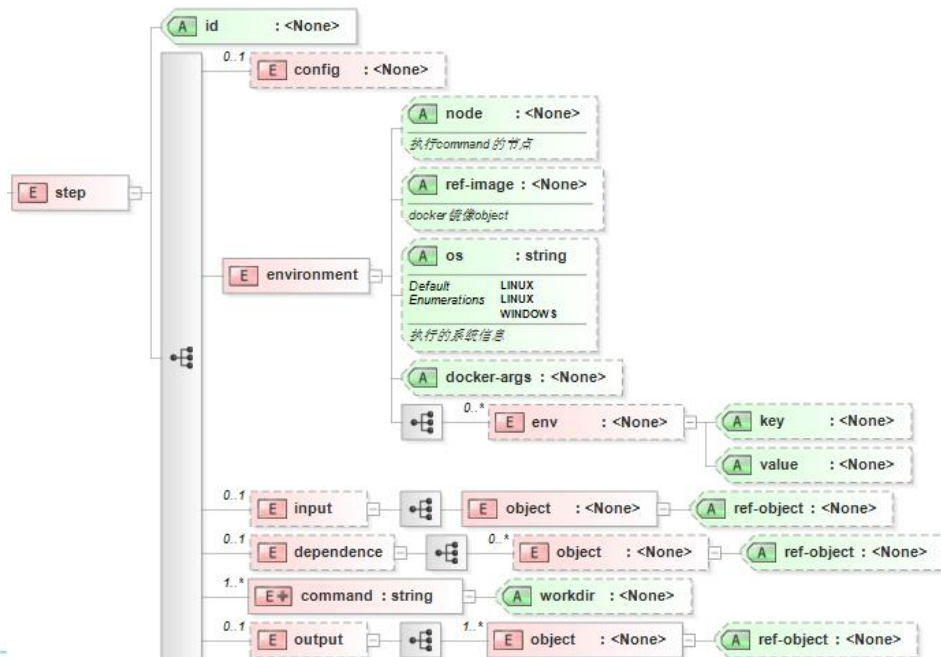 A id : <None>
0..1
E config : <None>
A node : <None>
执行command的节点
A ref-image : <None>
docker镜像object
E step
A os : string
Default LINUX
Enumerations LINUX
WINDOWS
执行的系统信息
E environment
A docker-args : <None>
0..*
E env : <None>
A key : <None>
A value : <None>
0..1
E input
E object : <None>
A ref-object : <None>
0..1
E dependence
0..*
E object : <None>
A ref-object : <None>
1..*
E+ command : string
A workdir : <None>
0..1
E output
1..*
E object : <None>
A ref-object : <None>